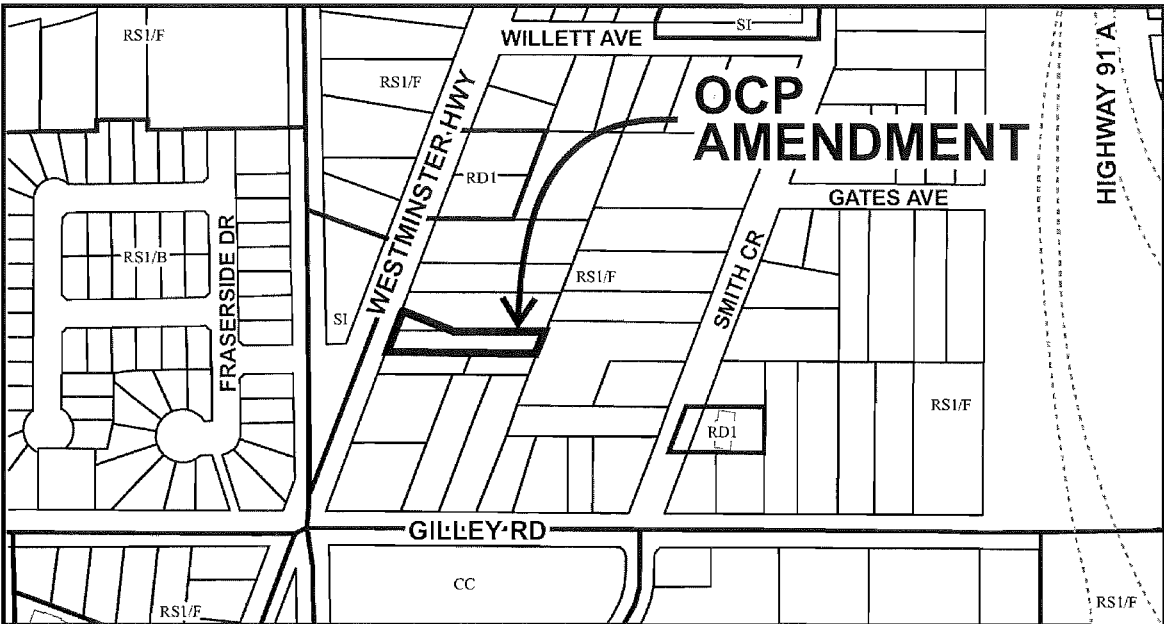 RS1/F
SI
WILLETT AVE
RS1/F
WESTMINSTER HWY
OCP
AMENDMENT
HIGHWAY 91 A
RD1
GATES AVE
FRASERSIDE DR
RS1/B
RS1/F
SMITH CR
SI
RS1/F
RD1
GILLEY RD
CC
RS1/F
RS1/F